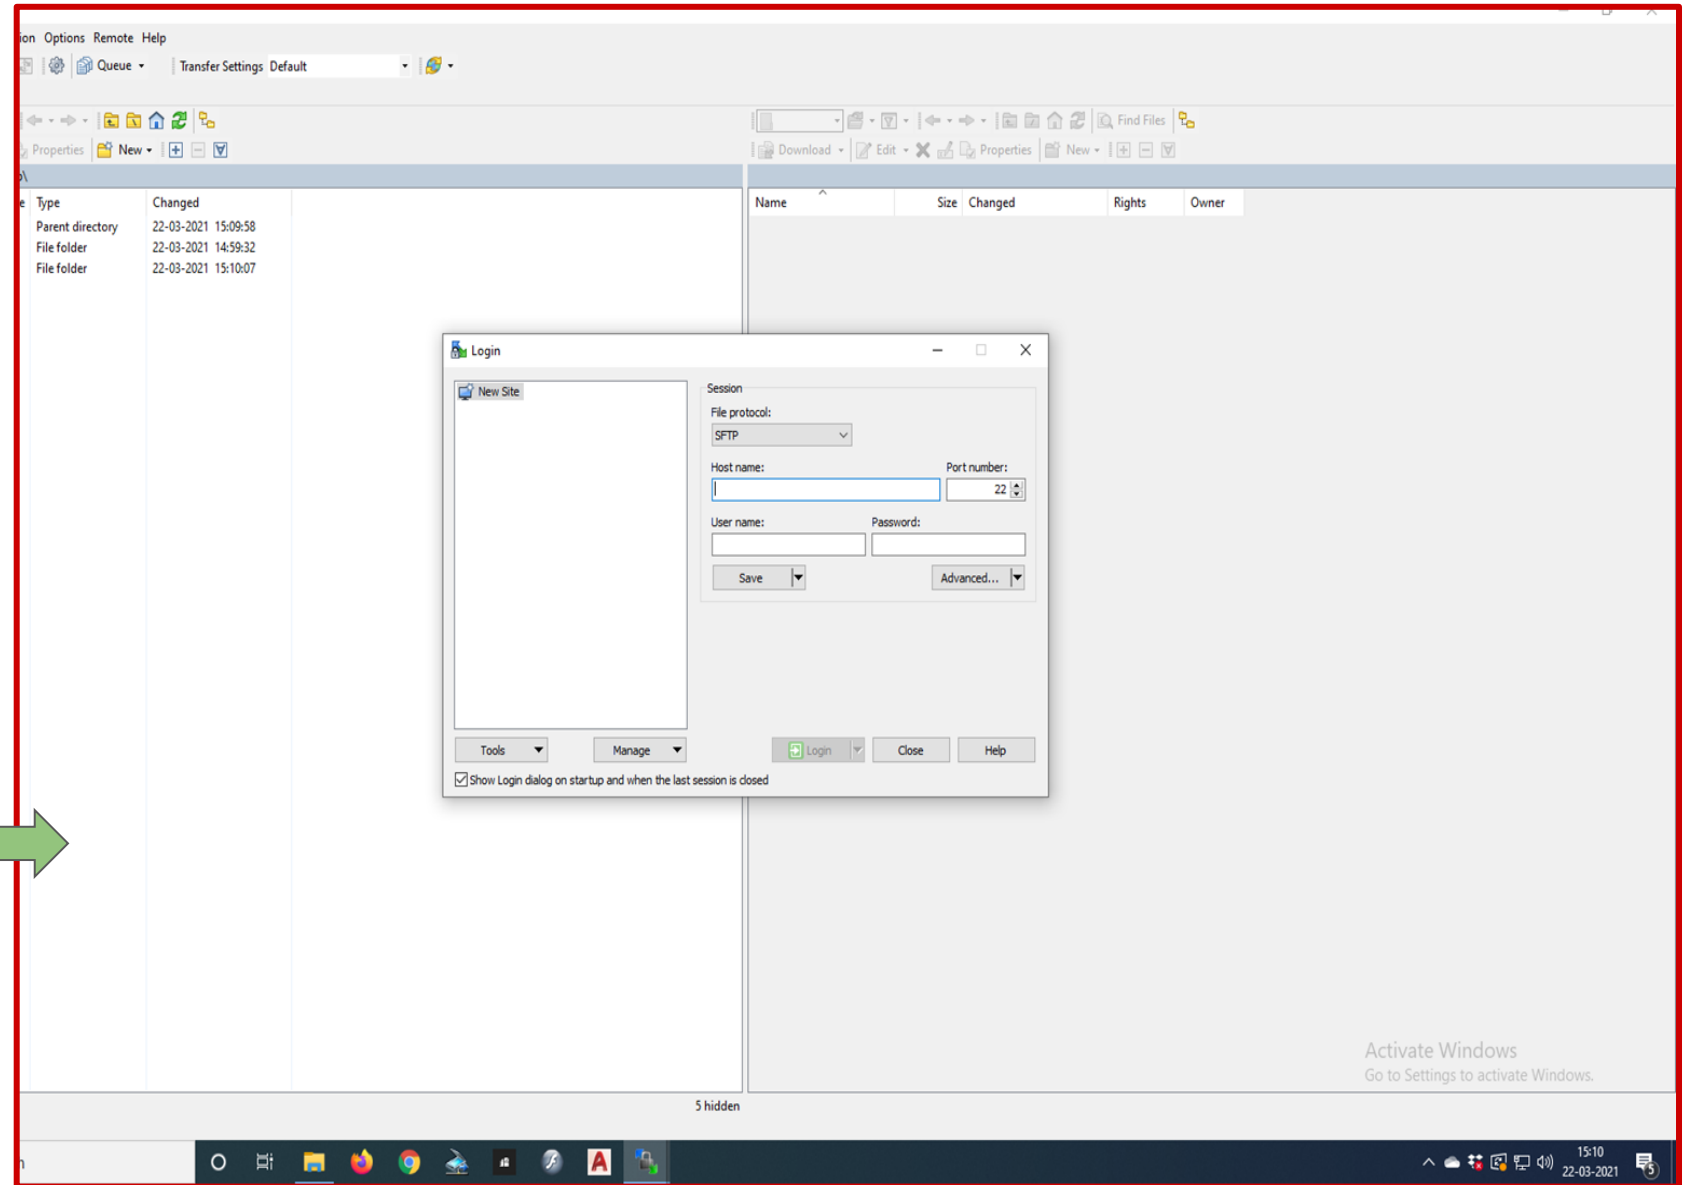 ion Options Remote Help
Queue Transfer Settings Default
Find Files
Properties New
Download Edit Properties New
e Type Changed
Name Size Changed Rights Owner
Parent directory 22-03-2021 15:09:58
File folder 22-03-2021 14:59:32
File folder 22-03-2021 15:10:07
Login
New Site
Session
File protocol:
SFTP
Host name: Port number:
22
User name: Password:
Save Advanced...
Tools Manage Login Close Help
Show Login dialog on startup and when the last session is closed
Activate Windows
Go to Settings to activate Windows.
5 hidden
15:10
22-03-2021
5